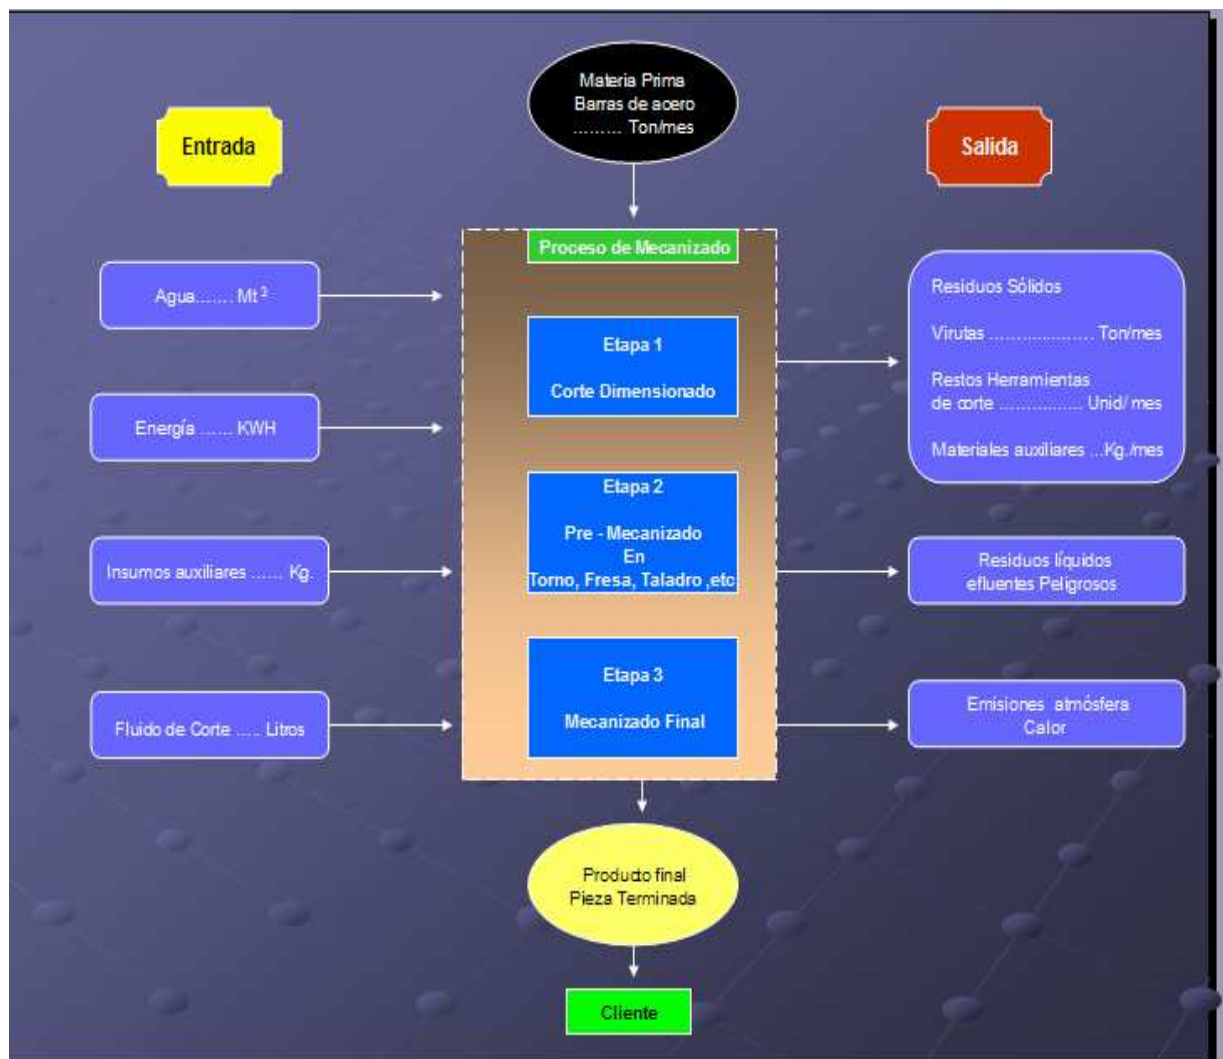 Materia Prima
Barras de acero
......... Ton/mes
Entrada
Salida
Proceso de Mecanizado
Agua....... Mt 3
Energía ...... KWH
Insumos auxiliares ...... Kg.
Fluido de Corte ..... Litros
Etapa 1
Corte Dimensionado
Etapa 2
Pre - Mecanizado
En
Torno, Fresa, Taladro ,etc
Etapa 3
Mecanizado Final
Residuos Sólidos
Virutas ..................... Ton/mes
Restos Herramientas
de corte ................ Unid/ mes
Materiales auxiliares ...Kg./mes
Residuos líquidos
efluentes Peligrosos
Emisiones atmósfera
Calor
Producto final
Pieza Terminada
Cliente